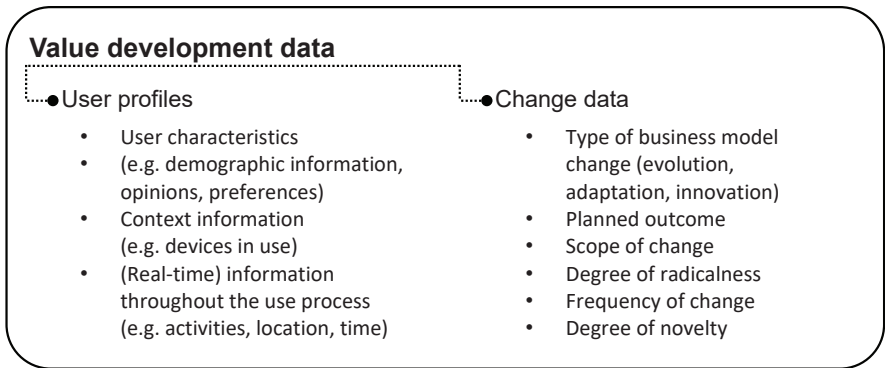 Value development data
User profiles
• User characteristics
• (e.g. demographic information,
opinions, preferences)
• Context information
(e.g. devices in use)
• (Real-time) information
throughout the use process
(e.g. activities, location, time)
Change data
• Type of business model
change (evolution,
adaptation, innovation)
• Planned outcome
• Scope of change
• Degree of radicalness
• Frequency of change
• Degree of novelty